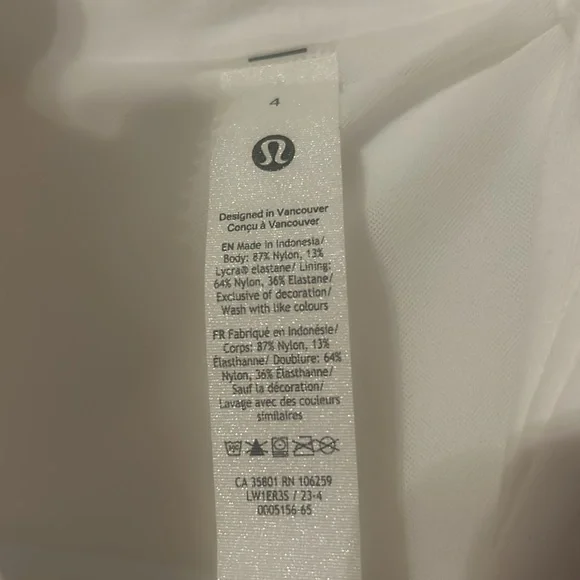 4
Designed in Vancouver
Conçu à Vancouver
EN Made in Indonesia/
Body: 87% Nylon, 13%
Lycra® elastane/ Lining:
64% Nylon, 36% Elastane/
Exclusive of decoration/
Wash with like colours
FR Fabriqué en Indonésie/
Corps: 87% Nylon, 13%
Élasthanne/ Doublure: 64%
Nylon, 36% Élasthanne/
Sauf la décoration/
Lavage avec des couleurs
similaires
CA 35801 RN 106259
LW1ER3S / 23-4
0005156-65